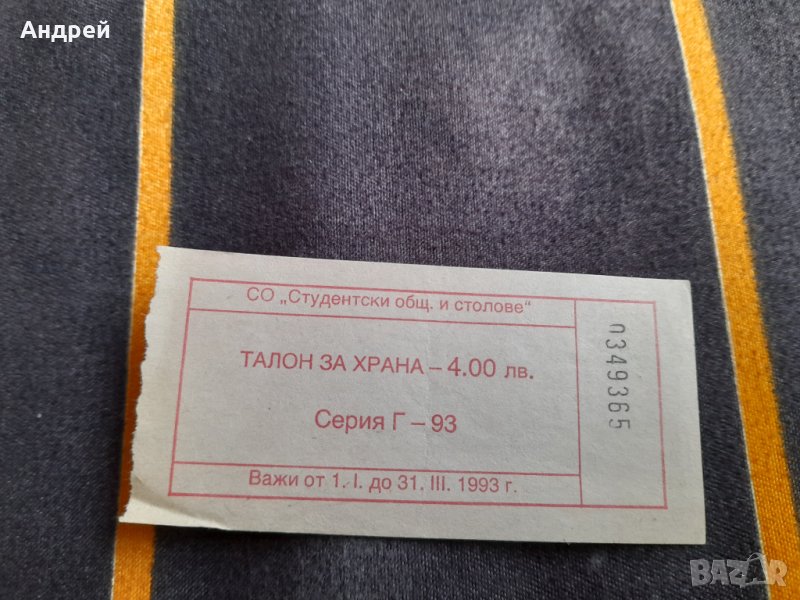 Андрей
СО „Студентски общ. и столове“
ТАЛОН ЗА ХРАНА – 4.00 лв.
Серия Г – 93
Важи от 1. I. до 31. III. 1993 г.
0349365
BAZAR